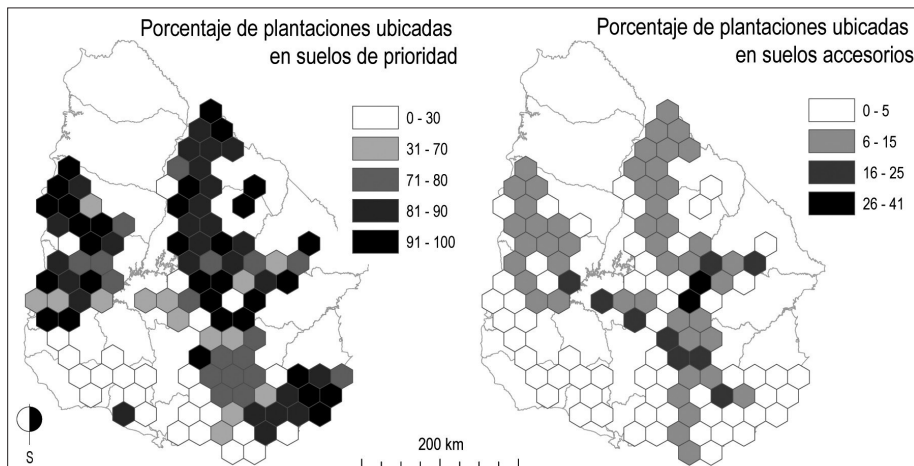 Porcentaje de plantaciones ubicadas
en suelos de prioridad
0 - 30
31 - 70
71 - 80
81 - 90
91 - 100
S
Porcentaje de plantaciones ubicadas
en suelos accesorios
0 - 5
6 - 15
16 - 25
26 - 41
200 km